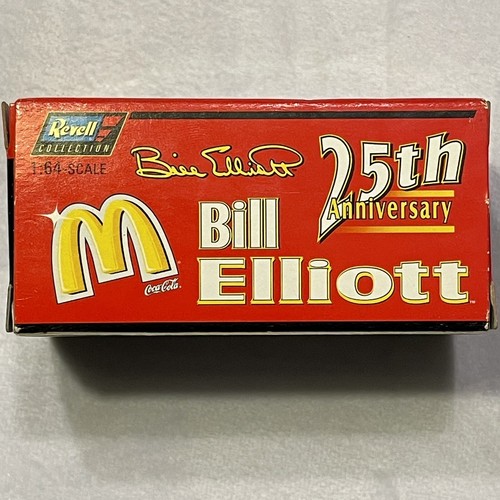 Revell
COLLECTION
1:64 SCALE
Bill Elliott
25th
Anniversary
M
Coca-Cola
Bill
Elliott